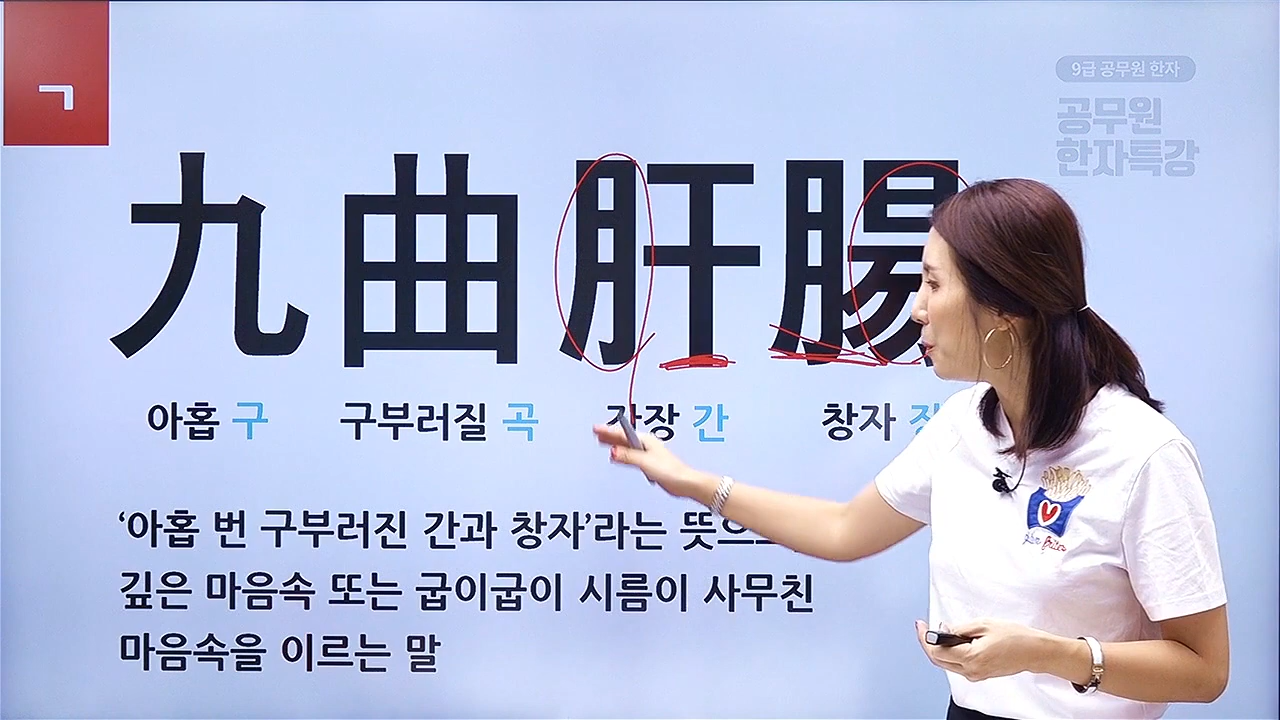 ㄱ
9급 공무원 한자
공무원
한자특강
九曲肝腸
아홉 구 구부러질 곡 간 창자
'아홉 번 구부러진 간과 창자'라는
깊은 마음속 또는 굽이굽이 시름이 사무친
마음속을 이르는 말